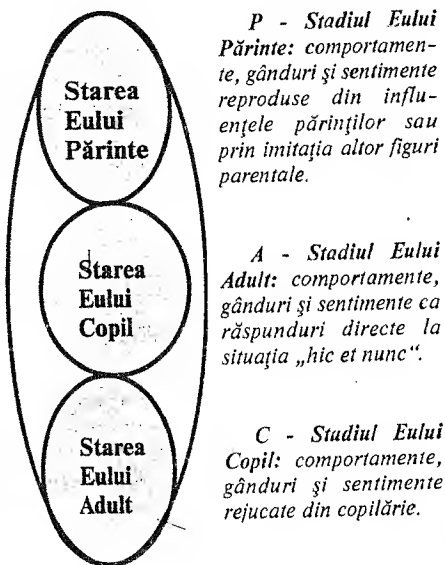 Starea
Eului
Părinte
P - Stadiul Eului
Părinte: comportamen-
te, gânduri şi sentimente
reproduse din influ-
enţele părinţilor sau
prin imitaţia altor figuri
parentale.
Starea
Eului
Copil
A - Stadiul Eului
Adult: comportamente,
gânduri şi sentimente ca
răspunduri directe la
situaţia „hic et nunc“.
Starea
Eului
Adult
C - Stadiul Eului
Copil: comportamente,
gânduri şi sentimente
rejucate din copilărie.